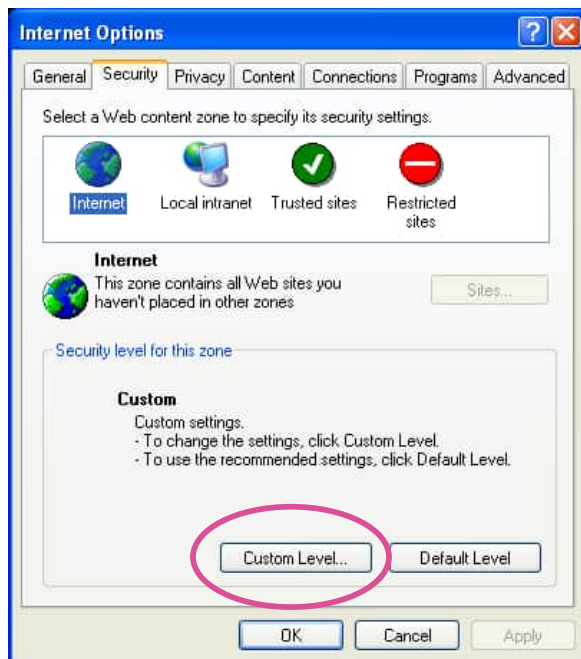 Internet Options
General Security Privacy Content Connections Programs Advanced
Select a Web content zone to specify its security settings.
Internet Local intranet Trusted sites Restricted sites
Internet
This zone contains all Web sites you
haven't placed in other zones
Sites...
Security level for this zone
Custom
Custom settings.
- To change the settings, click Custom Level.
- To use the recommended settings, click Default Level.
Custom Level... Default Level
OK Cancel Apply